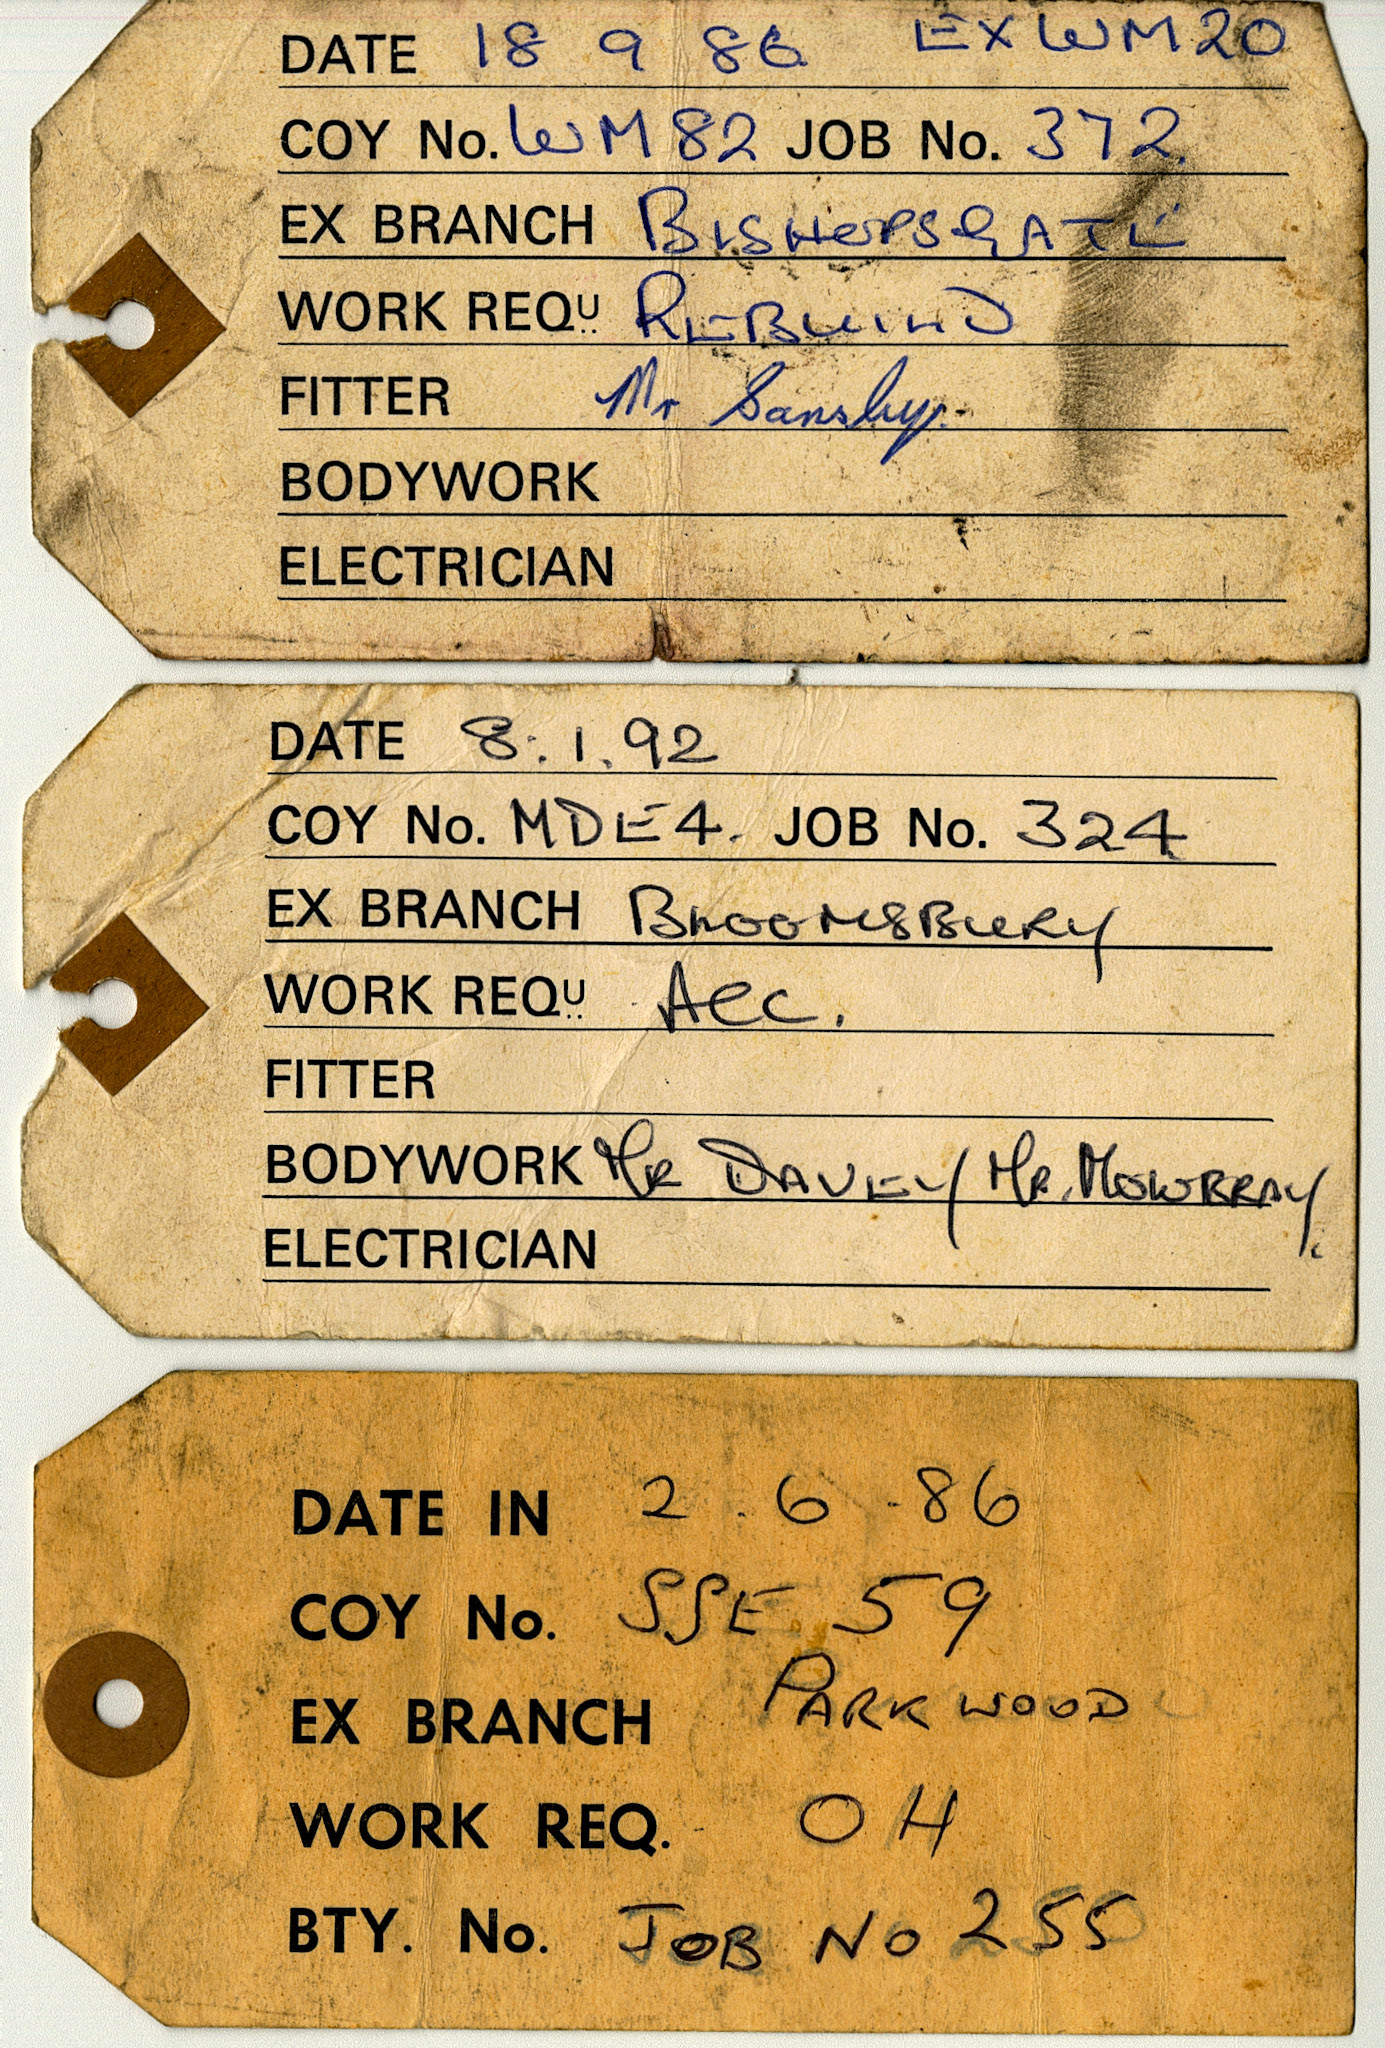 DATE 18 9 86 EXWM20
COY No. WM82 JOB No. 372.
EX BRANCH BISHOPSGATE
WORK REQU REBUILD
FITTER Mr Sansby.
BODYWORK
ELECTRICIAN
DATE 8.1.92
COY No. MDE4. JOB No. 324
EX BRANCH BLOOMSBURY
WORK REQU ACC.
FITTER
BODYWORK MR DAVEY MR. MOWBRAY.
ELECTRICIAN
DATE IN 2.6.86
COY No. SSE 59
EX BRANCH PARKWOOD
WORK REQ. OH
BTY. No. JOB NO 255